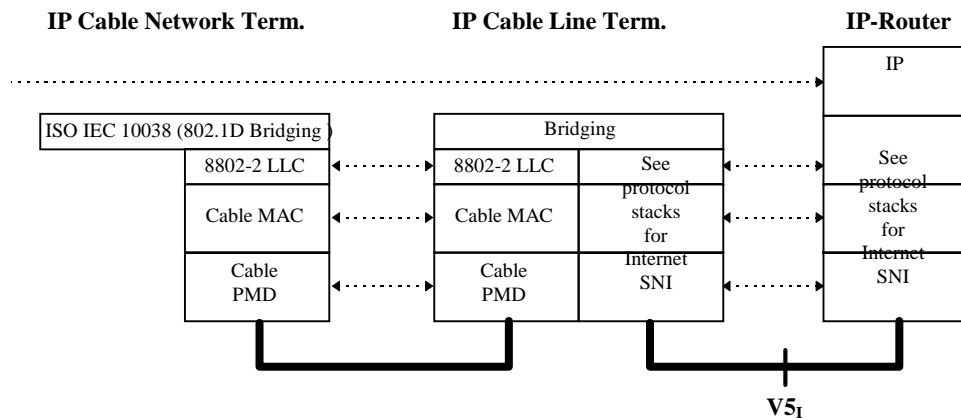 IP Cable Network Term.
IP Cable Line Term.
IP-Router
IP
ISO IEC 10038 (802.1D Bridging )
Bridging
8802-2 LLC
8802-2 LLC
See
protocol
stacks
for
Internet
SNI
See
protocol
stacks
for
Internet
SNI
Cable MAC
Cable MAC
Cable
PMD
Cable
PMD
V5I